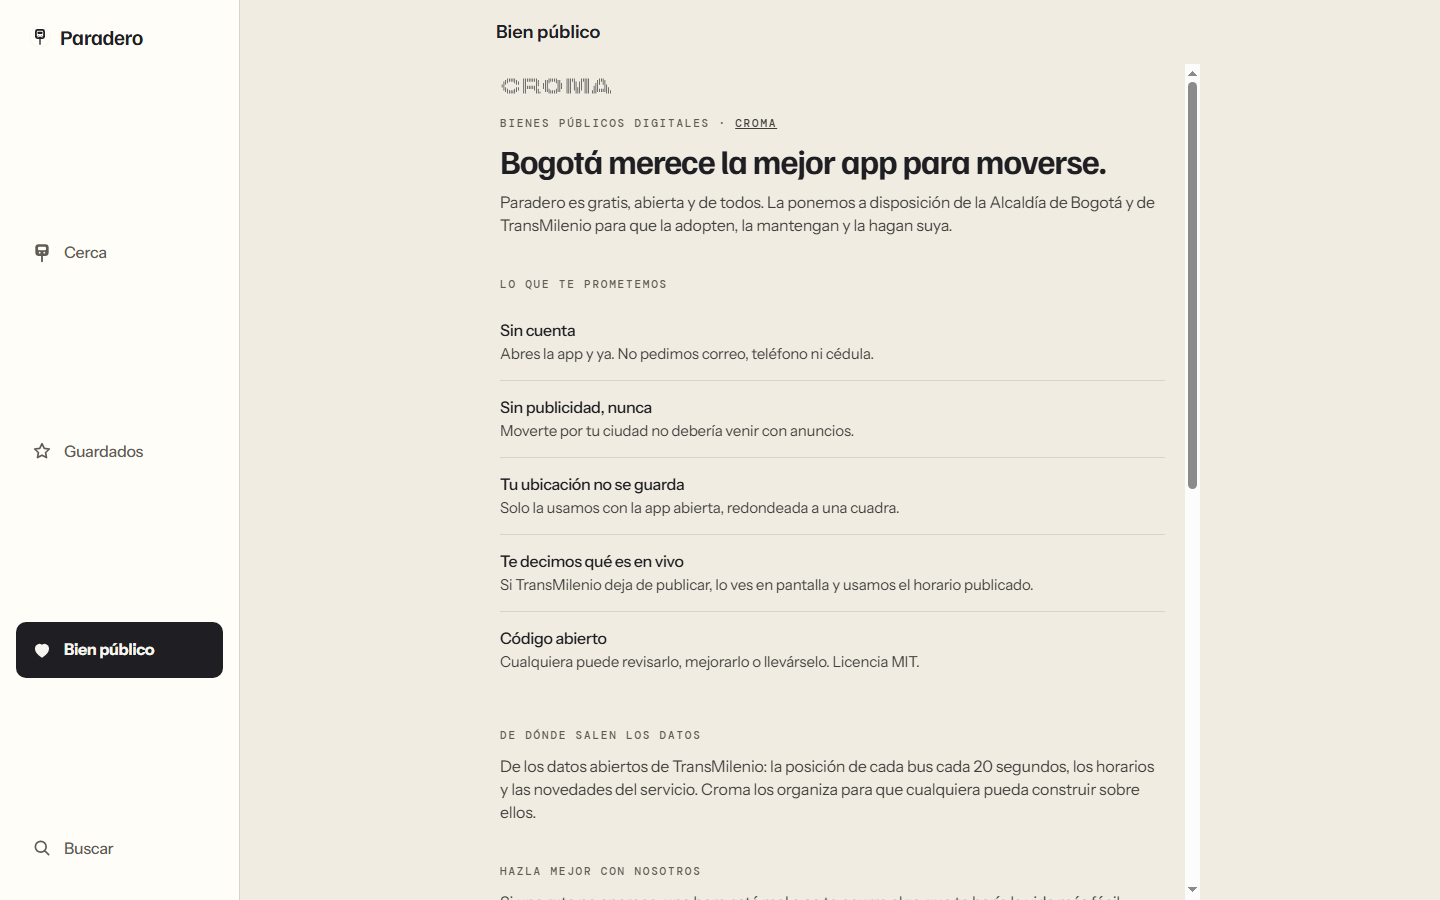 Paradero
Cerca
Guardados
Bien público
Buscar
Bien público
CROMA
BIENES PÚBLICOS DIGITALES · CROMA
Bogotá merece la mejor app para moverse.
Paradero es gratis, abierta y de todos. La ponemos a disposición de la Alcaldía de Bogotá y de
TransMilenio para que la adopten, la mantengan y la hagan suya.
LO QUE TE PROMETEMOS
Sin cuenta
Abres la app y ya. No pedimos correo, teléfono ni cédula.
Sin publicidad, nunca
Moverte por tu ciudad no debería venir con anuncios.
Tu ubicación no se guarda
Solo la usamos con la app abierta, redondeada a una cuadra.
Te decimos qué es en vivo
Si TransMilenio deja de publicar, lo ves en pantalla y usamos el horario publicado.
Código abierto
Cualquiera puede revisarlo, mejorarlo o llevárselo. Licencia MIT.
DE DÓNDE SALEN LOS DATOS
De los datos abiertos de TransMilenio: la posición de cada bus cada 20 segundos, los horarios
y las novedades del servicio. Croma los organiza para que cualquiera pueda construir sobre
ellos.
HAZLA MEJOR CON NOSOTROS